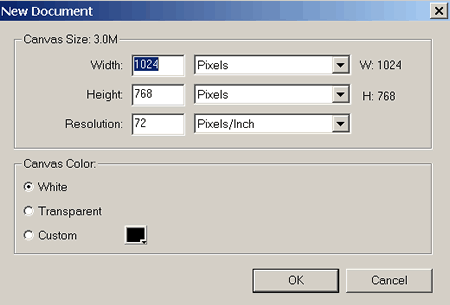 New Document
Canvas Size: 3.0M
Width: 1024 Pixels W: 1024
Height: 768 Pixels H: 768
Resolution: 72 Pixels/Inch
Canvas Color:
White
Transparent
Custom
OK Cancel